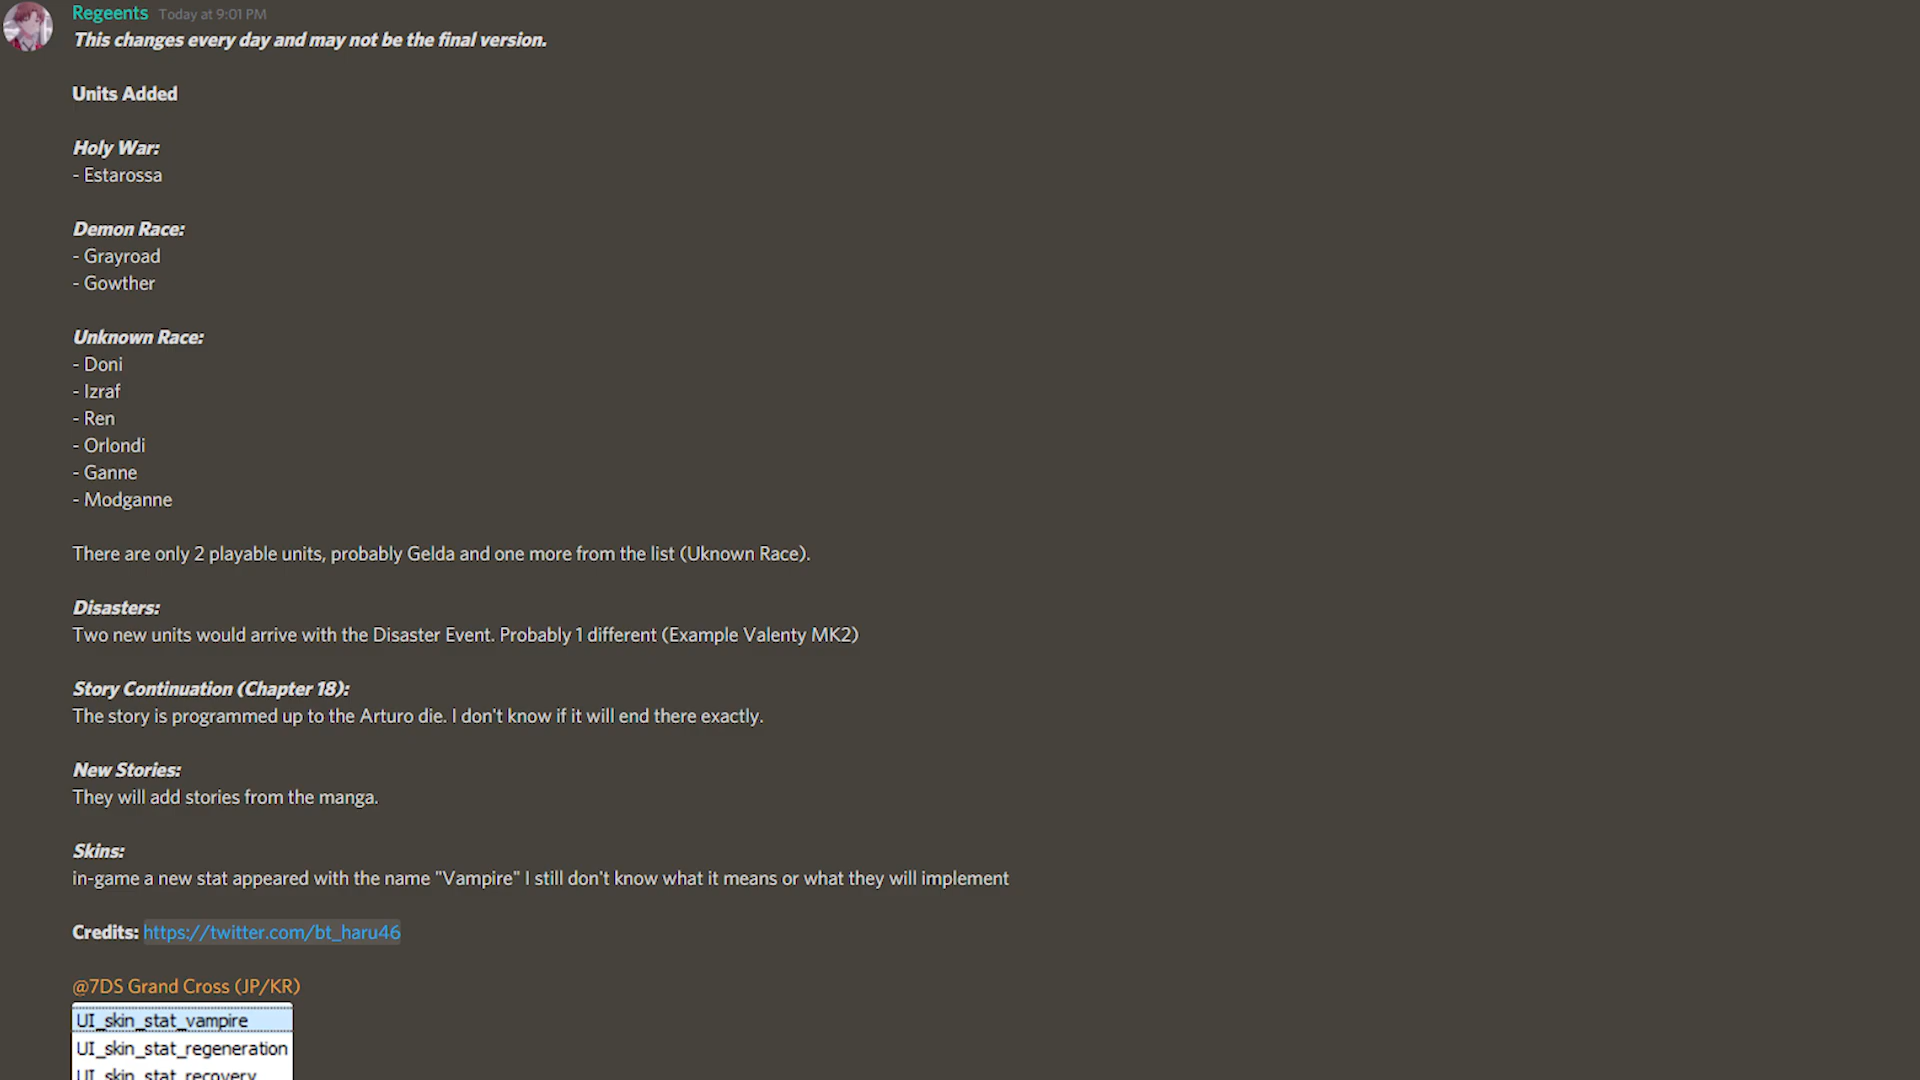 Regeents Today at 9:01 PM
This changes every day and may not be the final version.
Units Added
Holy War:
- Estarossa
Demon Race:
- Grayroad
- Gowther
Unknown Race:
- Doni
- Izraf
- Ren
- Orlondi
- Ganne
- Modganne
There are only 2 playable units, probably Gelda and one more from the list (Uknown Race).
Disasters:
Two new units would arrive with the Disaster Event. Probably 1 different (Example Valenty MK2)
Story Continuation (Chapter 18):
The story is programmed up to the Arturo die. I don't know if it will end there exactly.
New Stories:
They will add stories from the manga.
Skins:
in-game a new stat appeared with the name "Vampire" I still don't know what it means or what they will implement
Credits: https://twitter.com/bt_haru46
@7DS Grand Cross (JP/KR)
UI_skin_stat_vampire
UI_skin_stat_regeneration
UI_skin_stat_recovery